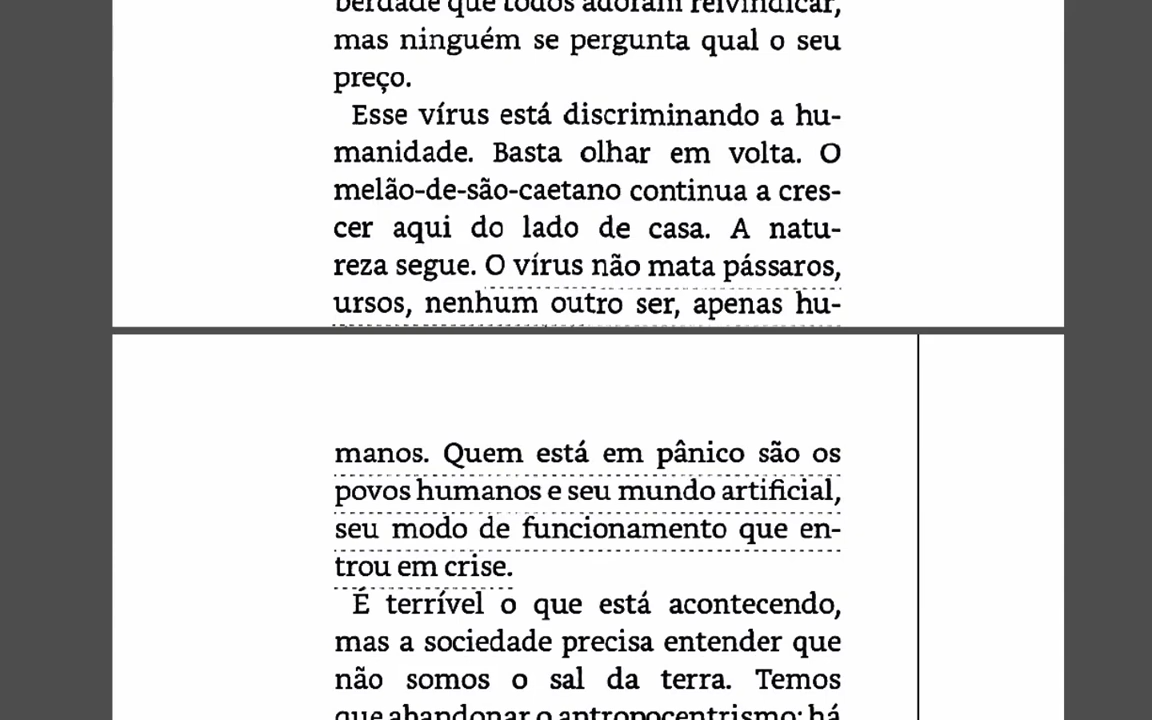 berdade que todos adoram reivindicar,
mas ninguém se pergunta qual o seu
preço.
Esse vírus está discriminando a hu-
manidade. Basta olhar em volta. O
melão-de-são-caetano continua a cres-
cer aqui do lado de casa. A natu-
reza segue. O vírus não mata pássaros,
ursos, nenhum outro ser, apenas hu-
manos. Quem está em pânico são os
povos humanos e seu mundo artificial,
seu modo de funcionamento que en-
trou em crise.
É terrível o que está acontecendo,
mas a sociedade precisa entender que
não somos o sal da terra. Temos
que abandonar o antropocentrismo; há